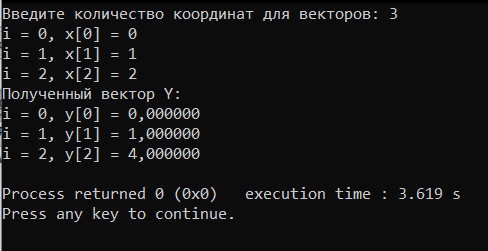 Введите количество координат для векторов: 3
i = 0, x[0] = 0
i = 1, x[1] = 1
i = 2, x[2] = 2
Полученный вектор Y:
i = 0, y[0] = 0,000000
i = 1, y[1] = 1,000000
i = 2, y[2] = 4,000000
Process returned 0 (0x0)   execution time : 3.619 s
Press any key to continue.